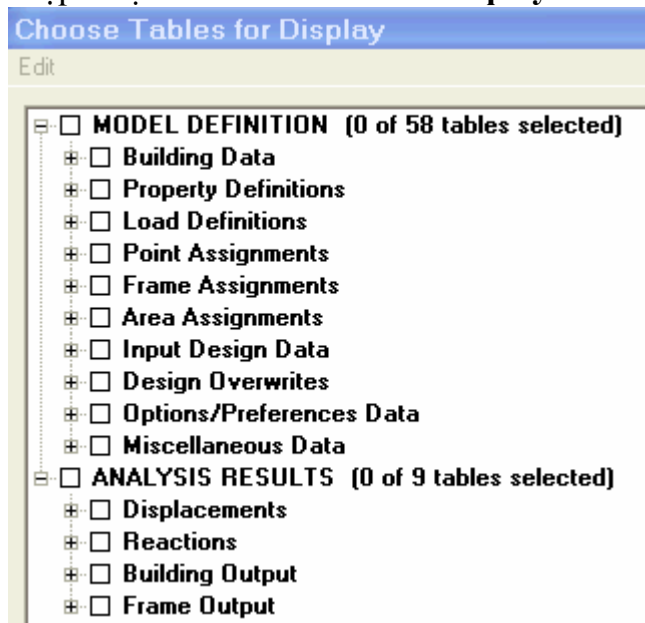 Choose Tables for Display
Edit
MODEL DEFINITION (0 of 58 tables selected)
Building Data
Property Definitions
Load Definitions
Point Assignments
Frame Assignments
Area Assignments
Input Design Data
Design Overwrites
Options/Preferences Data
Miscellaneous Data
ANALYSIS RESULTS (0 of 9 tables selected)
Displacements
Reactions
Building Output
Frame Output